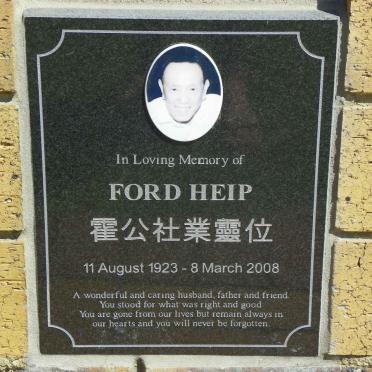 In Loving Memory of
FORD HEIP
霍公社業靈位
11 August 1923 - 8 March 2008
A wonderful and caring husband, father and friend
You stood for what was right and good
You are gone from our lives but remain always in
our hearts and you will never be forgotten.